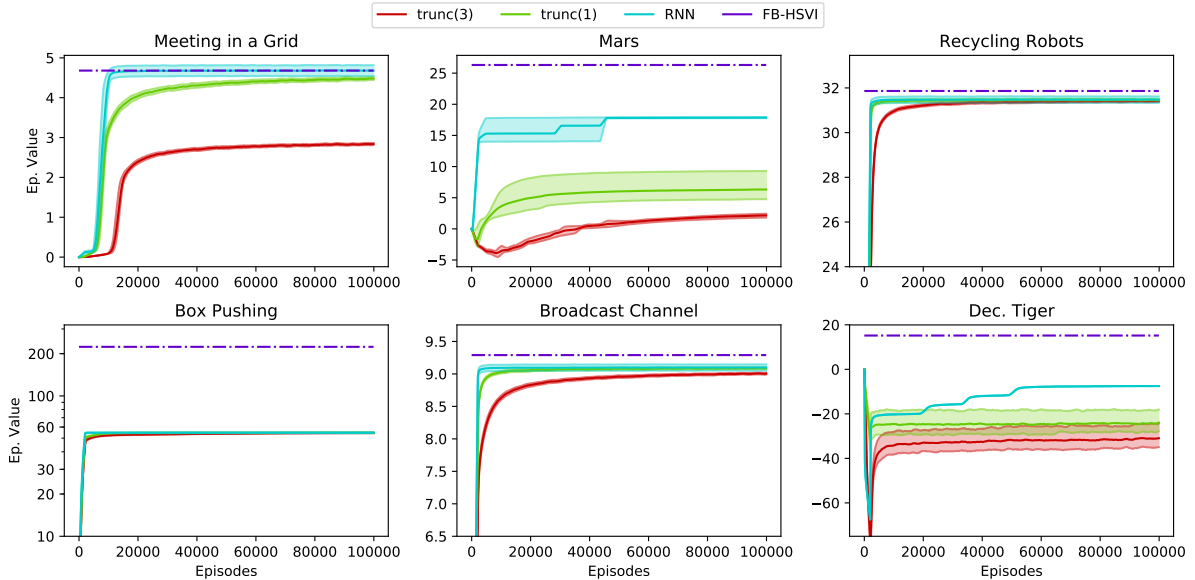 trunc(3) trunc(1) RNN FB-HSVI
Meeting in a Grid
Ep. Value
5
4
3
2
1
0
0 20000 40000 60000 80000 100000
Mars
25
20
15
10
5
0
−5
0 20000 40000 60000 80000 100000
Recycling Robots
32
30
28
26
24
0 20000 40000 60000 80000 100000
Box Pushing
Ep. Value
200
100
60
30
20
10
0 20000 40000 60000 80000 100000
Episodes
Broadcast Channel
9.5
9.0
8.5
8.0
7.5
7.0
6.5
0 20000 40000 60000 80000 100000
Episodes
Dec. Tiger
20
0
−20
−40
−60
0 20000 40000 60000 80000 100000
Episodes